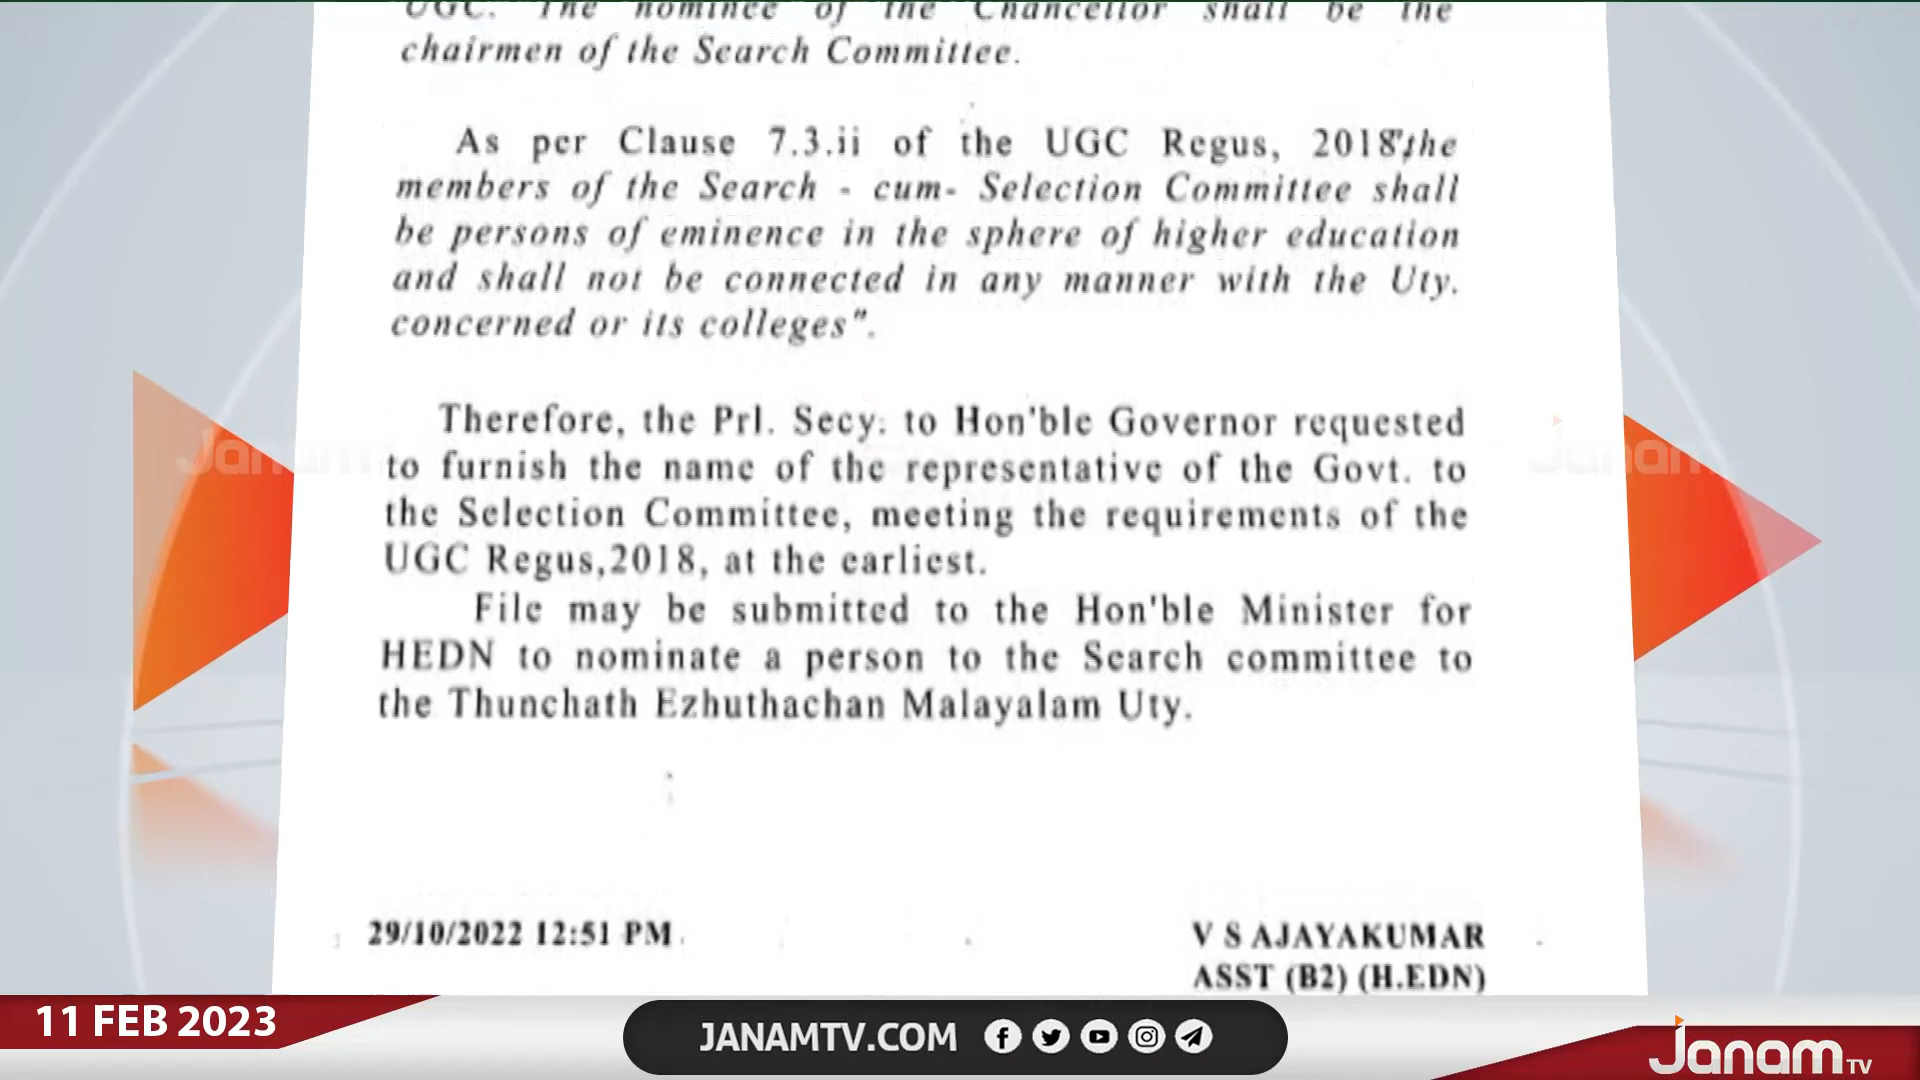 UGC. The nominee of the Chancellor shall be the
chairmen of the Search Committee.
As per Clause 7.3.ii of the UGC Regus, 2018"the
members of the Search - cum- Selection Committee shall
be persons of eminence in the sphere of higher education
and shall not be connected in any manner with the Uty.
concerned or its colleges".
Therefore, the Prl. Secy. to Hon'ble Governor requested
to furnish the name of the representative of the Govt. to
the Selection Committee, meeting the requirements of the
UGC Regus,2018, at the earliest.
File may be submitted to the Hon'ble Minister for
HEDN to nominate a person to the Search committee to
the Thunchath Ezhuthachan Malayalam Uty.
29/10/2022 12:51 PM
V S AJAYAKUMAR
ASST (B2) (H.EDN)
Janam
Janam
11 FEB 2023
JANAMTV.COM
Janam TV